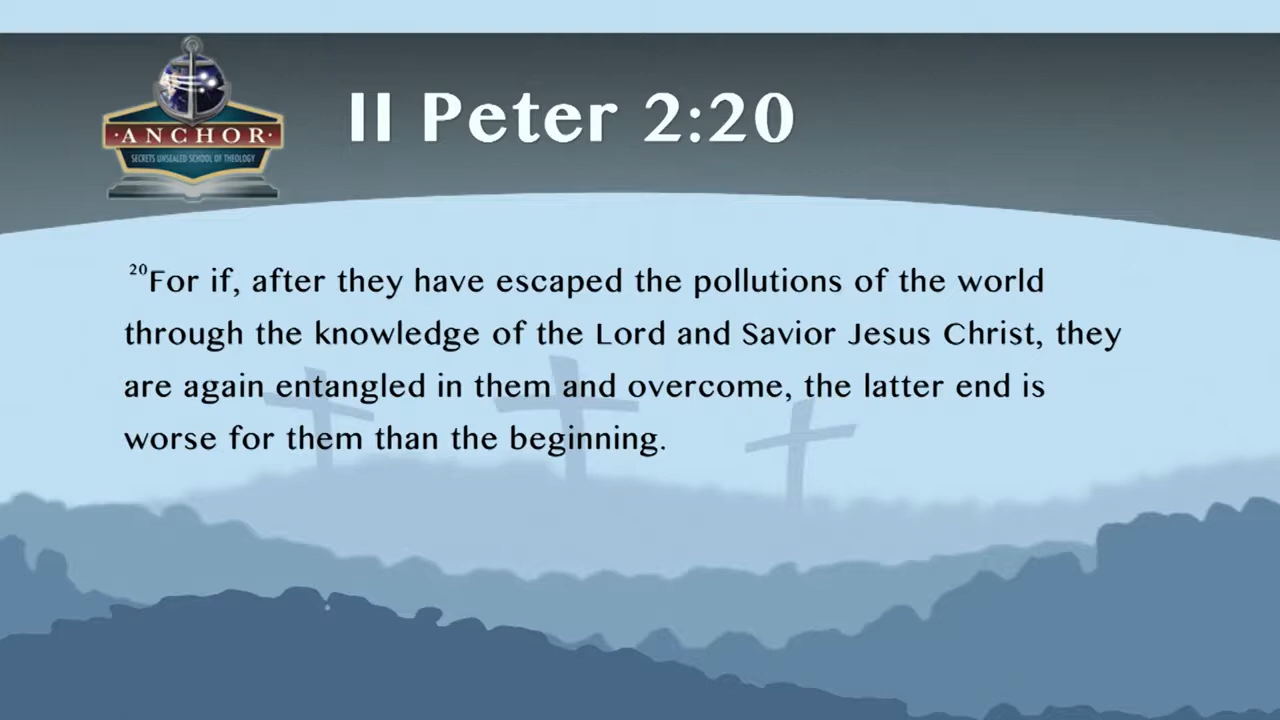 ·ANCHOR·
SECRETS UNSEALED SCHOOL OF THEOLOGY
II Peter 2:20
20For if, after they have escaped the pollutions of the world
through the knowledge of the Lord and Savior Jesus Christ, they
are again entangled in them and overcome, the latter end is
worse for them than the beginning.